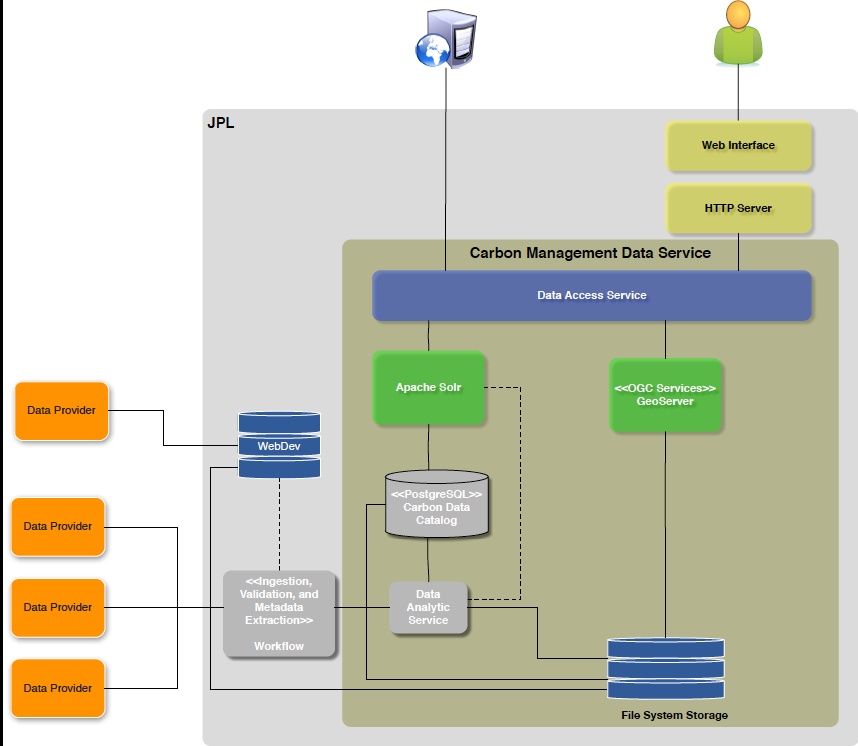 JPL
Web Interface
HTTP Server
Carbon Management Data Service
Data Access Service
Apache Solr
<<OGC Services>>
GeoServer
Data Provider
WebDev
<<PostgreSQL>>
Carbon Data
Catalog
Data Provider
<<Ingestion,
Validation, and
Metadata
Extraction>>
Workflow
Data
Analytic
Service
Data Provider
Data Provider
File System Storage